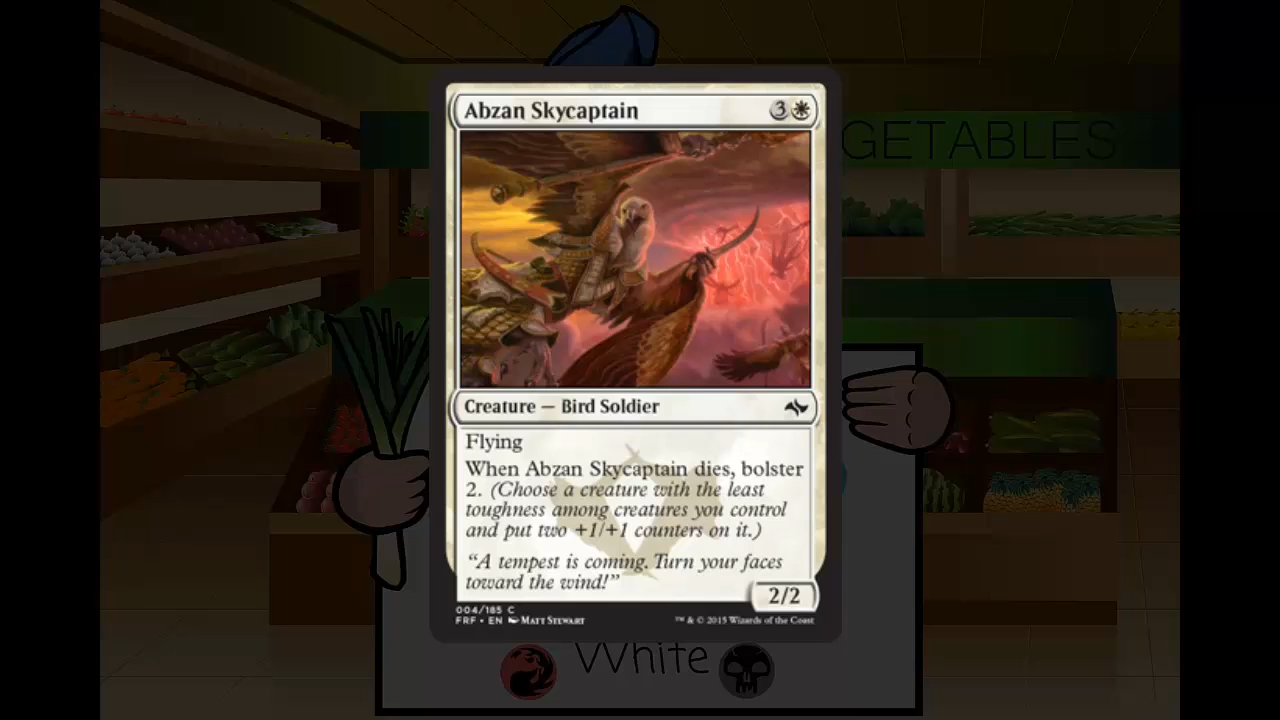 GETABLES
Abzan Skycaptain 3
Creature — Bird Soldier
Flying
When Abzan Skycaptain dies, bolster
2. (Choose a creature with the least
toughness among creatures you control
and put two +1/+1 counters on it.)
“A tempest is coming. Turn your faces
toward the wind!”
2/2
004/185 C
FRF • EN Matt Stewart
™ & © 2015 Wizards of the Coast
White